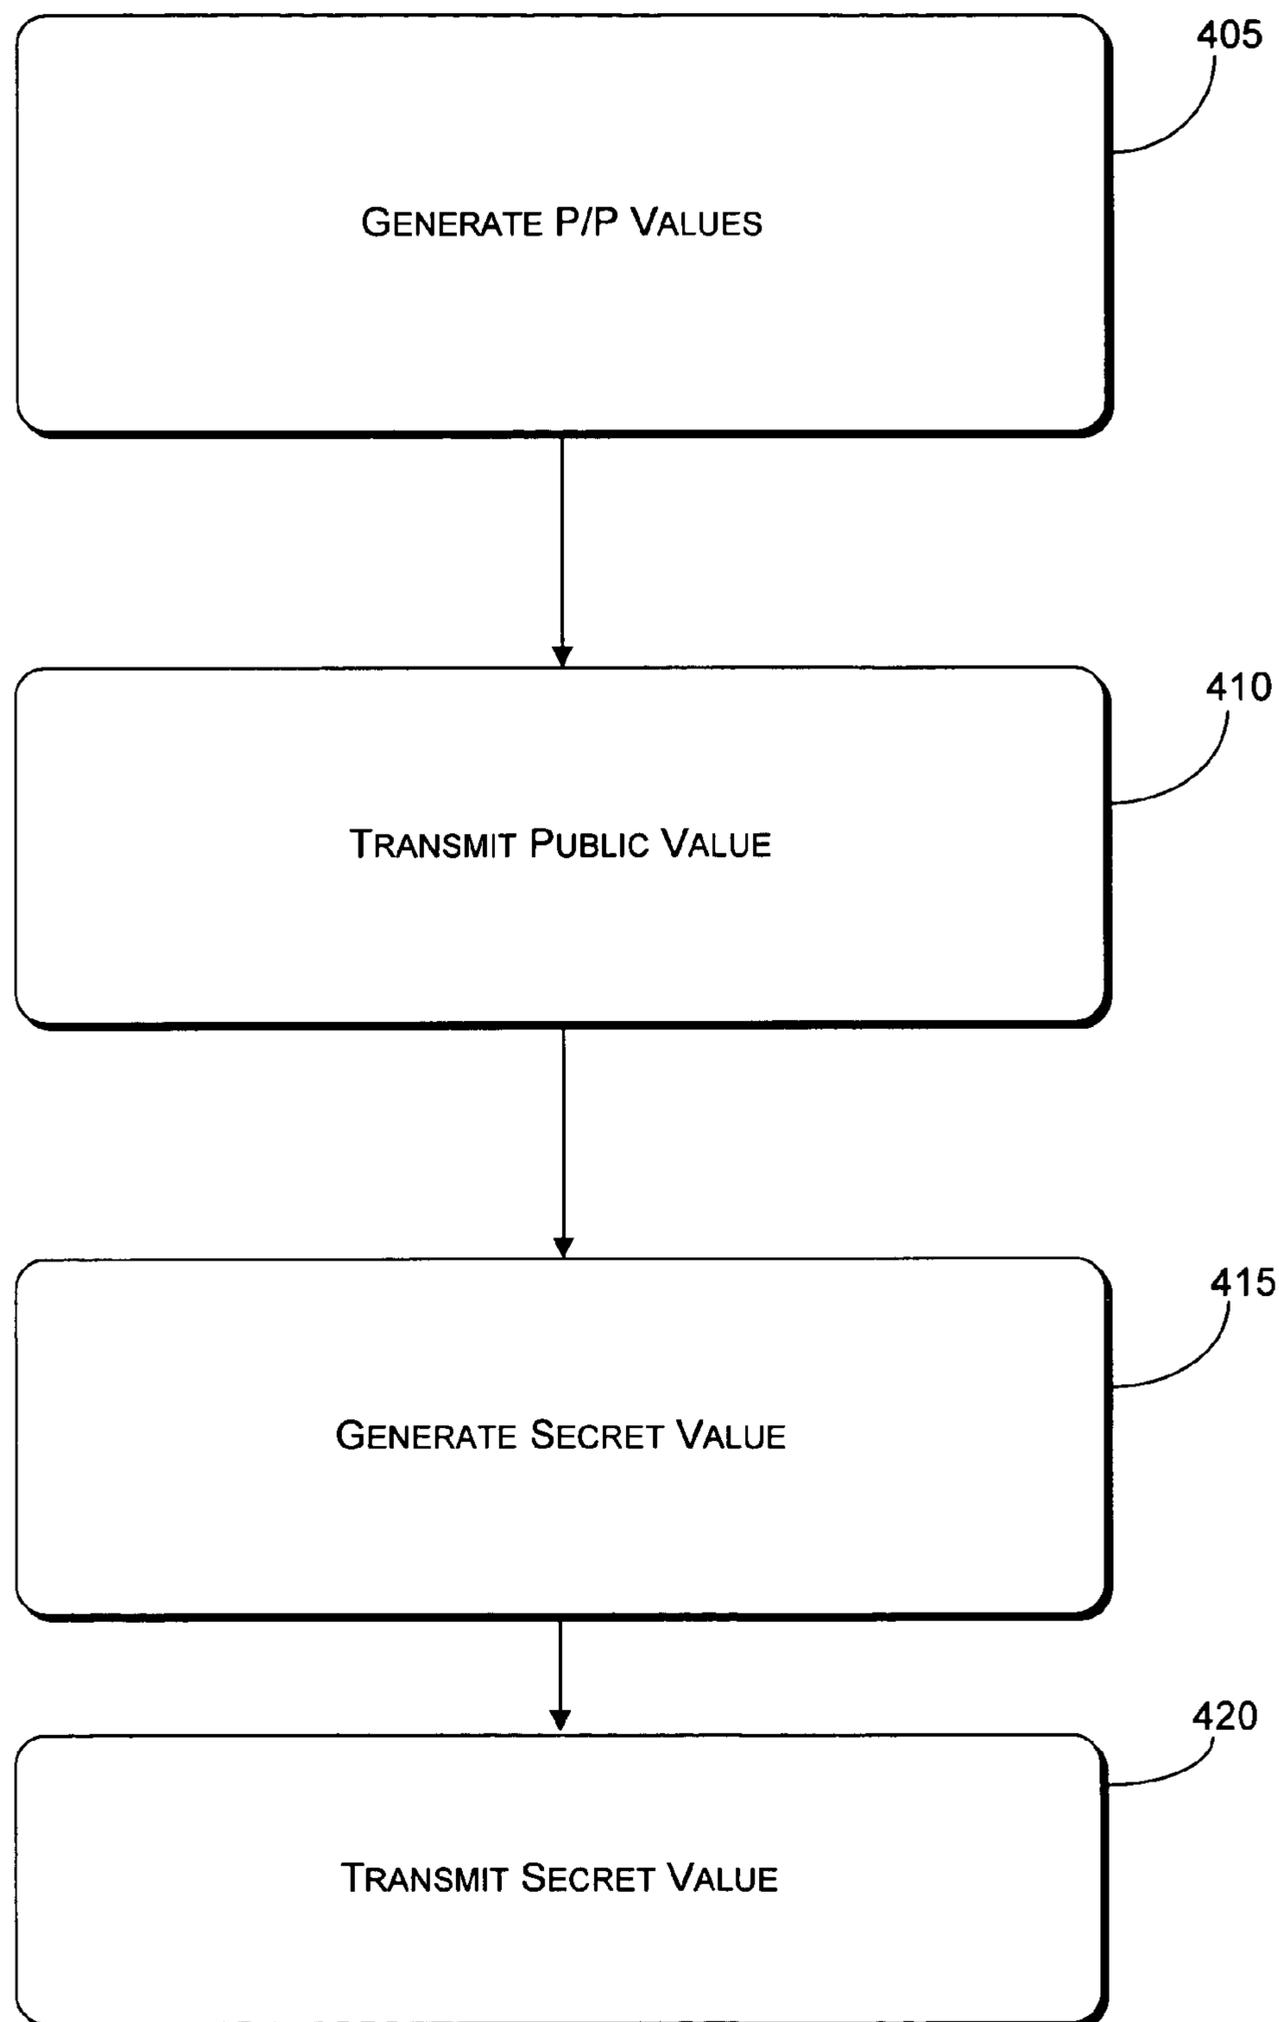 405
GENERATE P/P VALUES
410
TRANSMIT PUBLIC VALUE
415
GENERATE SECRET VALUE
420
TRANSMIT SECRET VALUE